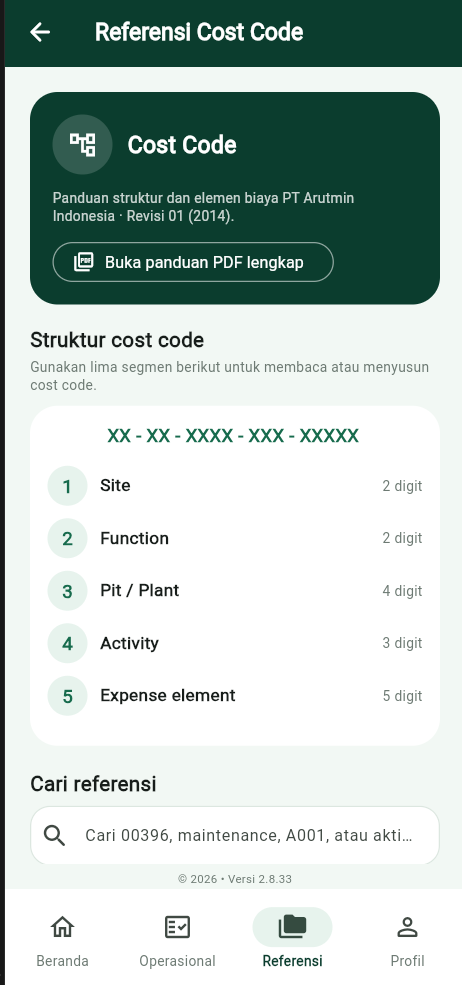 Referensi Cost Code
Cost Code
Panduan struktur dan elemen biaya PT Arutmin
Indonesia · Revisi 01 (2014).
PDF
Buka panduan PDF lengkap
Struktur cost code
Gunakan lima segmen berikut untuk membaca atau menyusun
cost code.
XX - XX - XXXX - XXX - XXXXX
1 Site 2 digit
2 Function 2 digit
3 Pit / Plant 4 digit
4 Activity 3 digit
5 Expense element 5 digit
Cari referensi
Cari 00396, maintenance, A001, atau akti...
© 2026 • Versi 2.8.33
Beranda Operasional Referensi Profil